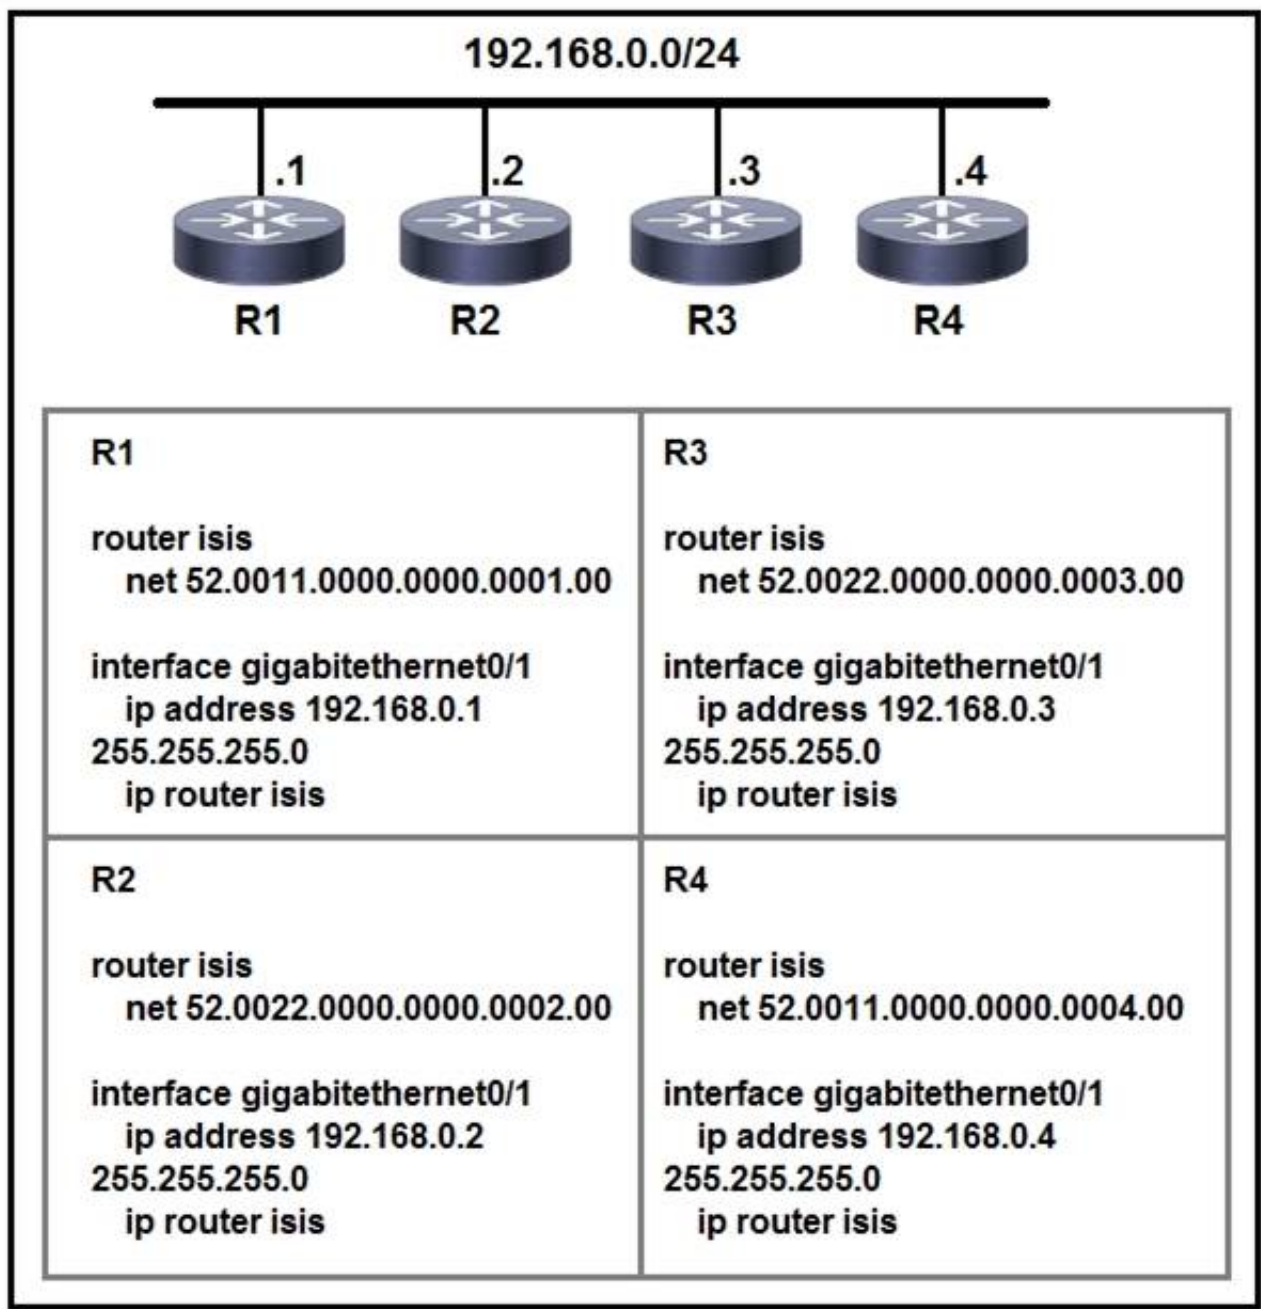 192.168.0.0/24
.1
.2
.3
.4
R1
R2
R3
R4
R1
router isis
net 52.0011.0000.0000.0001.00
interface gigabitethernet0/1
ip address 192.168.0.1
255.255.255.0
ip router isis
R3
router isis
net 52.0022.0000.0000.0003.00
interface gigabitethernet0/1
ip address 192.168.0.3
255.255.255.0
ip router isis
R2
router isis
net 52.0022.0000.0000.0002.00
interface gigabitethernet0/1
ip address 192.168.0.2
255.255.255.0
ip router isis
R4
router isis
net 52.0011.0000.0000.0004.00
interface gigabitethernet0/1
ip address 192.168.0.4
255.255.255.0
ip router isis